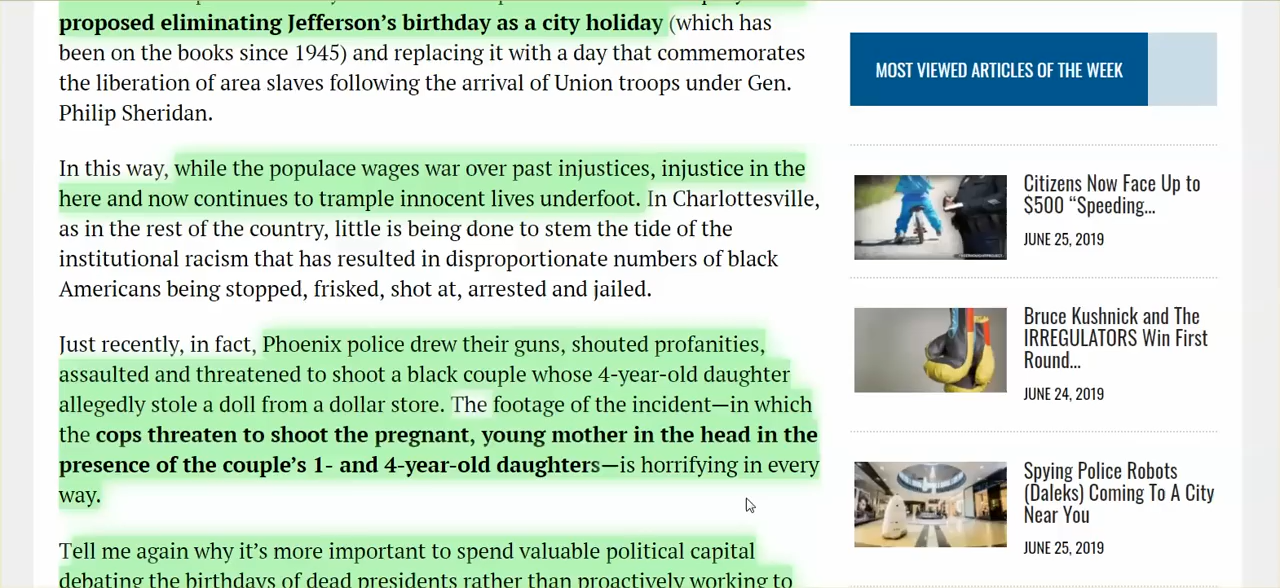 proposed eliminating Jefferson’s birthday as a city holiday (which has
been on the books since 1945) and replacing it with a day that commemorates
the liberation of area slaves following the arrival of Union troops under Gen.
Philip Sheridan.
In this way, while the populace wages war over past injustices, injustice in the
here and now continues to trample innocent lives underfoot. In Charlottesville,
as in the rest of the country, little is being done to stem the tide of the
institutional racism that has resulted in disproportionate numbers of black
Americans being stopped, frisked, shot at, arrested and jailed.
Just recently, in fact, Phoenix police drew their guns, shouted profanities,
assaulted and threatened to shoot a black couple whose 4-year-old daughter
allegedly stole a doll from a dollar store. The footage of the incident—in which
the cops threaten to shoot the pregnant, young mother in the head in the
presence of the couple’s 1- and 4-year-old daughters—is horrifying in every
way.
Tell me again why it’s more important to spend valuable political capital
debating the birthdays of dead presidents rather than proactively working to
MOST VIEWED ARTICLES OF THE WEEK
Citizens Now Face Up to
$500 “Speeding...
JUNE 25, 2019
Bruce Kushnick and The
IRREGULATORS Win First
Round...
JUNE 24, 2019
Spying Police Robots
(Daleks) Coming To A City
Near You
JUNE 25, 2019